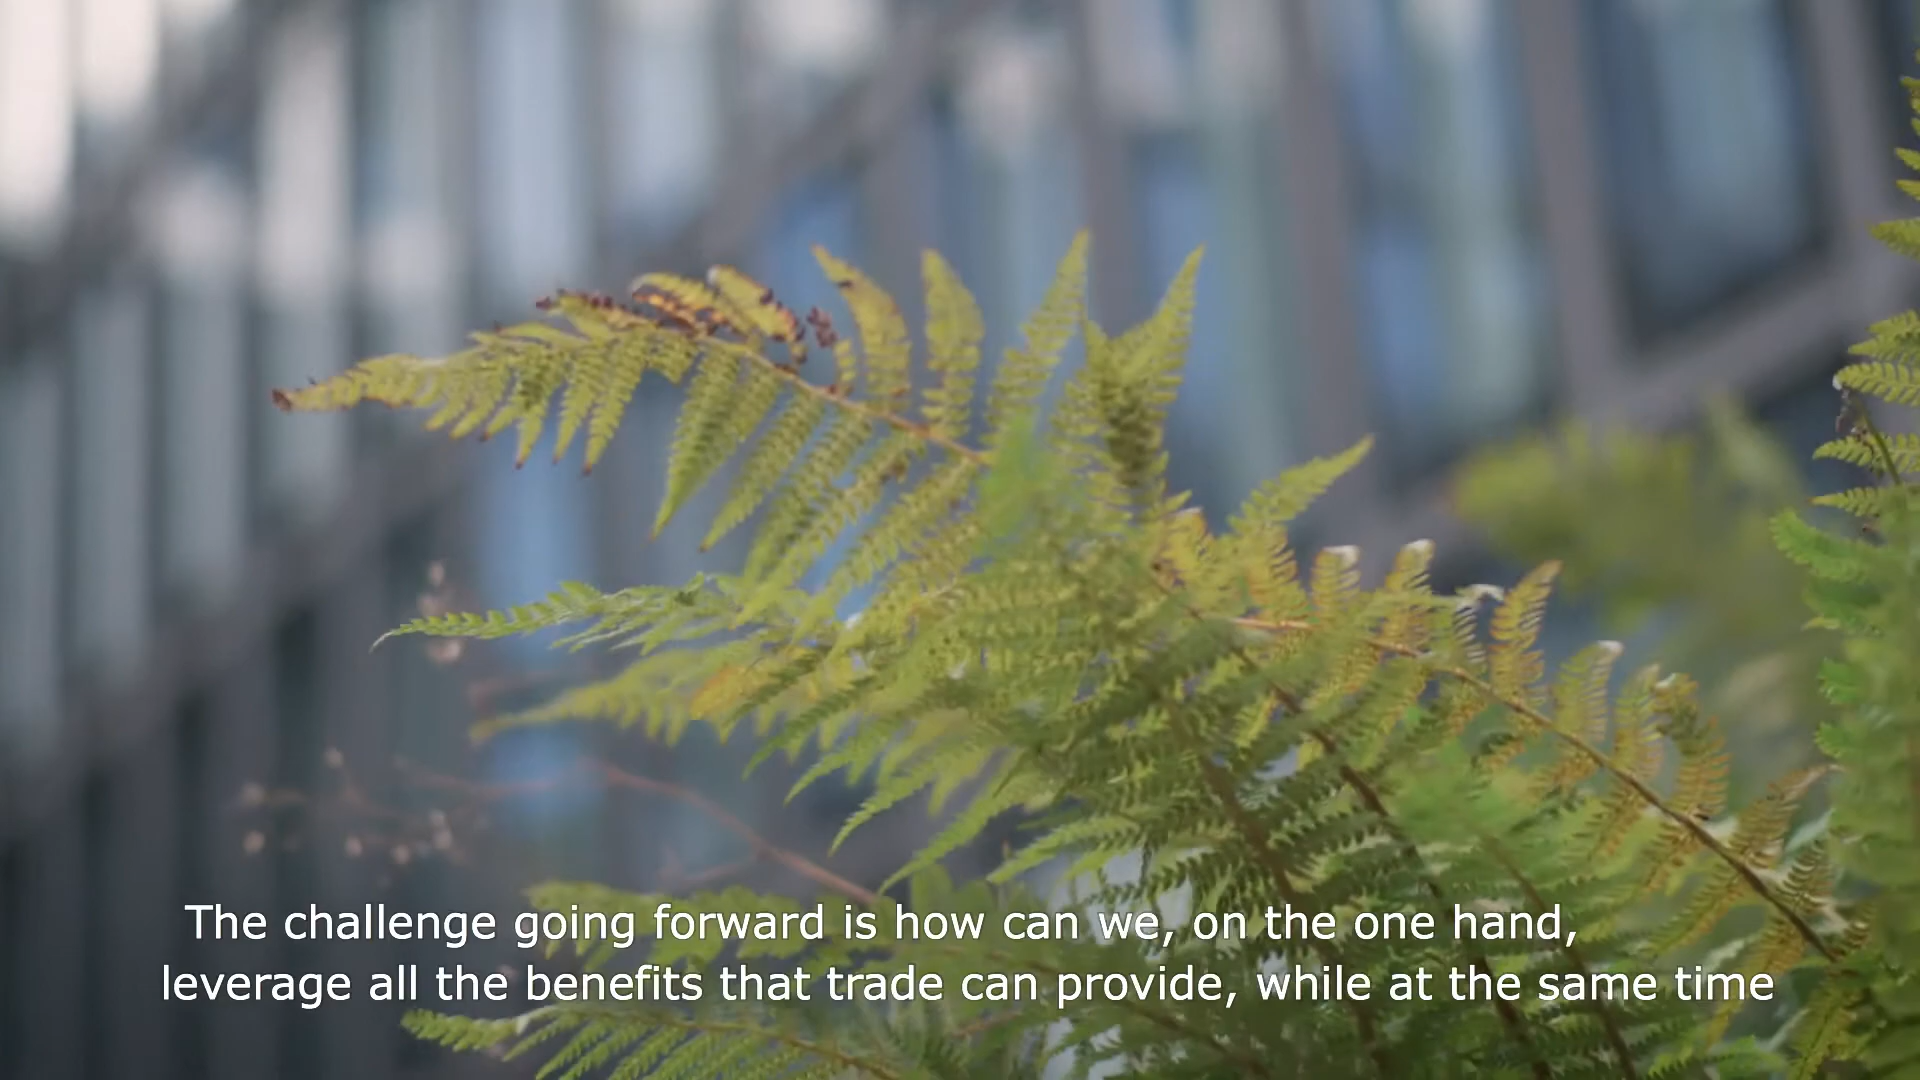 The challenge going forward is how can we, on the one hand,
leverage all the benefits that trade can provide, while at the same time